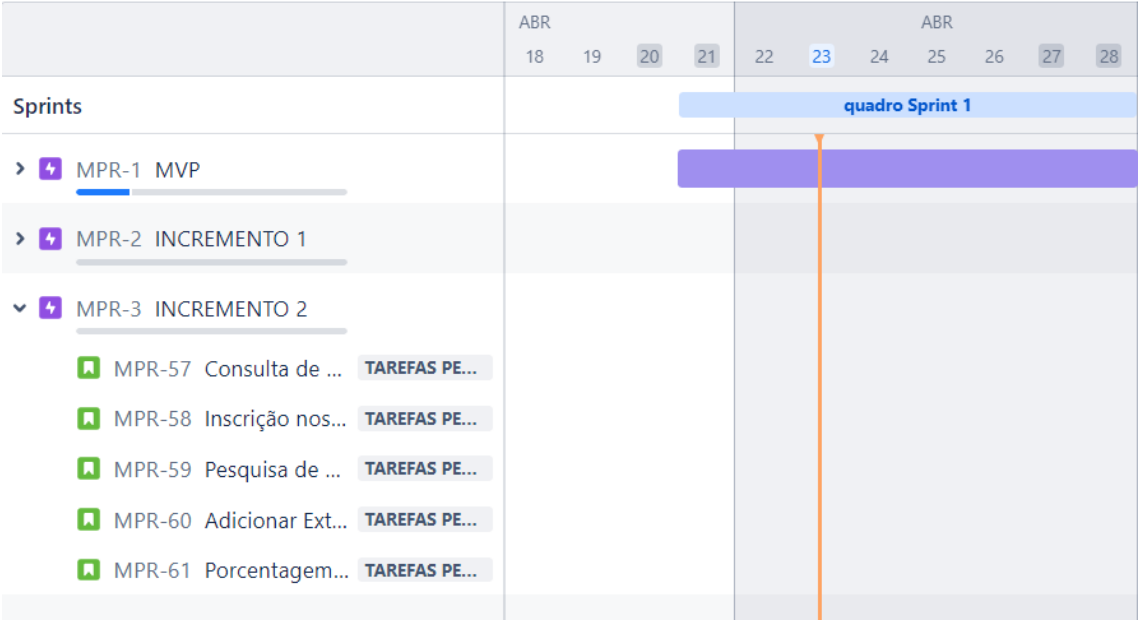 ABR ABR
18 19 20 21 22 23 24 25 26 27 28
Sprints quadro Sprint 1
MPR-1 MVP
MPR-2 INCREMENTO 1
MPR-3 INCREMENTO 2
MPR-57 Consulta de ... TAREFAS PE...
MPR-58 Inscrição nos... TAREFAS PE...
MPR-59 Pesquisa de ... TAREFAS PE...
MPR-60 Adicionar Ext... TAREFAS PE...
MPR-61 Porcentagem... TAREFAS PE...